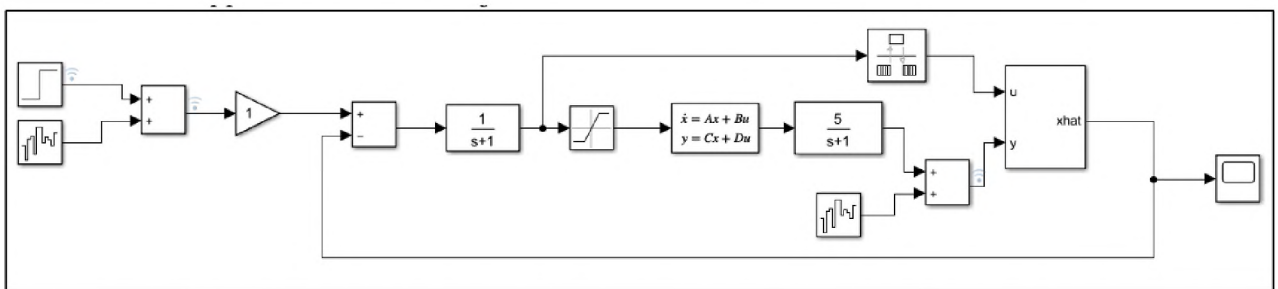 +
+
1
+
−
1
s+1
ẋ = Ax + Bu
y = Cx + Du
5
s+1
+
+
u
y
xhat